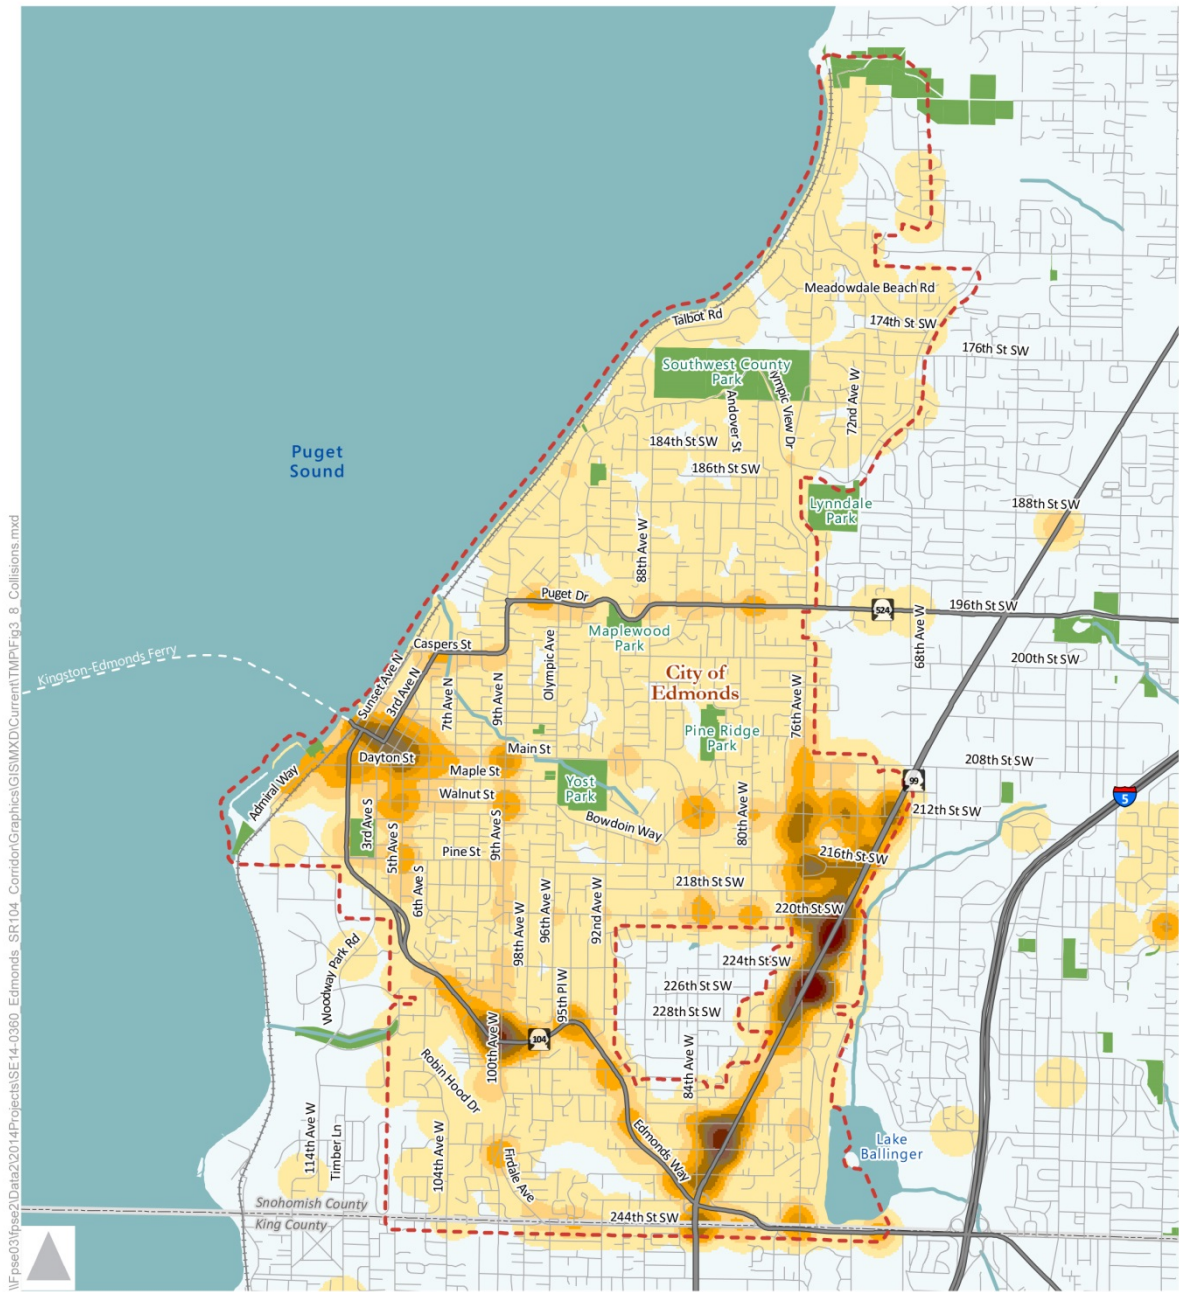 \\Fpse03\fpse2\Data2\2014Projects\SE14-0360_Edmonds_SR104_Corridor\Graphics\GIS\MXD\Current\TMP\Fig3_8_Collisions.mxd
Meadowdale Beach Rd
Talbot Rd
174th St SW
176th St SW
Southwest County
Park
Olympic View Dr
Andover St
72nd Ave W
184th St SW
Puget
Sound
186th St SW
Lynndale
Park
188th St SW
88th Ave W
Puget Dr
524
196th St SW
Maplewood
Park
68th Ave W
Caspers St
Olympic Ave
200th St SW
Kingston-Edmonds Ferry
Sunset Ave N
3rd Ave N
7th Ave N
9th Ave N
City of
Edmonds
76th Ave W
Pine Ridge
Park
Main St
Dayton St
208th St SW
Maple St
99
Admiral Way
Yost
Park
Walnut St
5
212th St SW
Bowdoin Way
80th Ave W
3rd Ave S
5th Ave S
9th Ave S
Pine St
216th St SW
6th Ave S
218th St SW
96th Ave W
92nd Ave W
98th Ave W
220th St SW
Woodway Park Rd
224th St SW
95th Pl W
226th St SW
228th St SW
100th Ave W
104
84th Ave W
Robin Hood Dr
114th Ave W
Timber Ln
104th Ave W
Edmonds Way
Lake
Ballinger
Firdale Ave
Snohomish County
King County
244th St SW